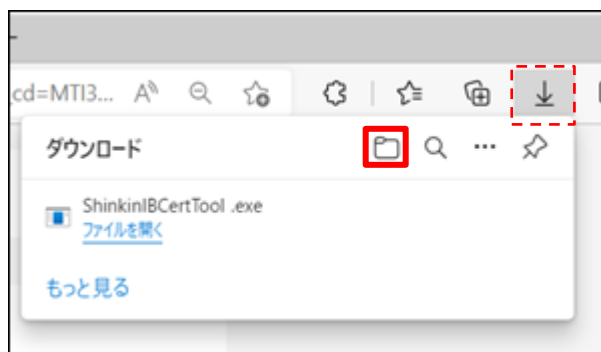 _cd=MTI3...
ダウンロード
ShinkinIBCertTool .exe
ファイルを開く
もっと見る